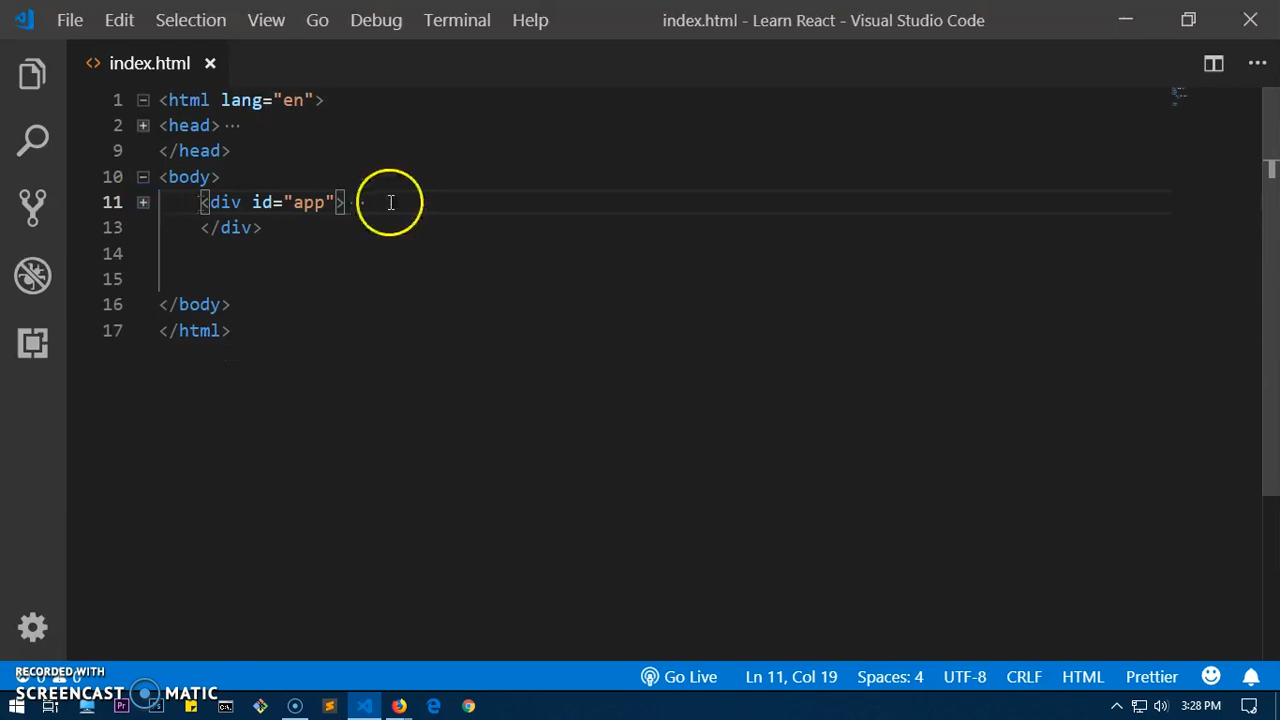 File Edit Selection View Go Debug Terminal Help index.html - Learn React - Visual Studio Code
index.html
1 <html lang="en">
2 <head>
9 </head>
10 <body>
11 <div id="app">
13 </div>
14
15
16 </body>
17 </html>
RECORDED WITH
SCREENCAST MATIC
Go Live Ln 11, Col 19 Spaces: 4 UTF-8 CRLF HTML Prettier
3:28 PM